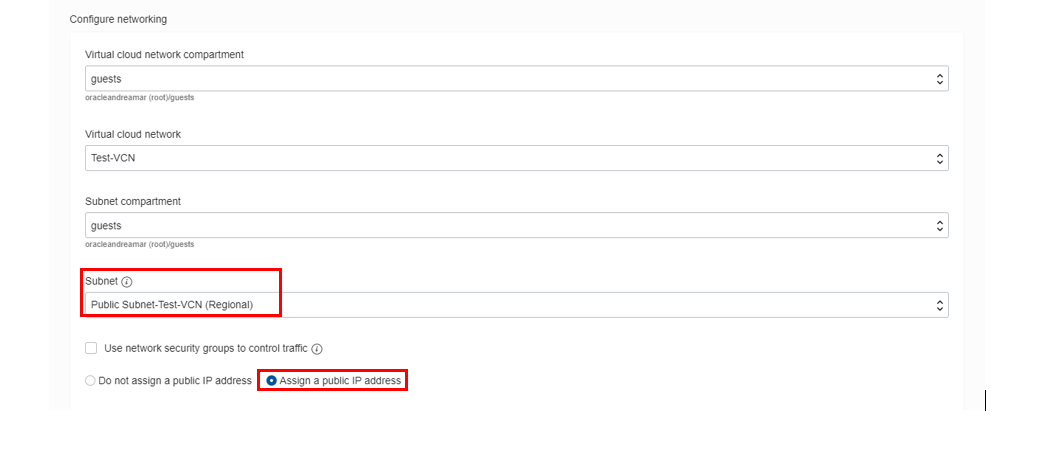 Configure networking
Virtual cloud network compartment
guests
oracleandreamar (root)/guests
Virtual cloud network
Test-VCN
Subnet compartment
guests
oracleandreamar (root)/guests
Subnet
Public Subnet-Test-VCN (Regional)
Use network security groups to control traffic
Do not assign a public IP address Assign a public IP address